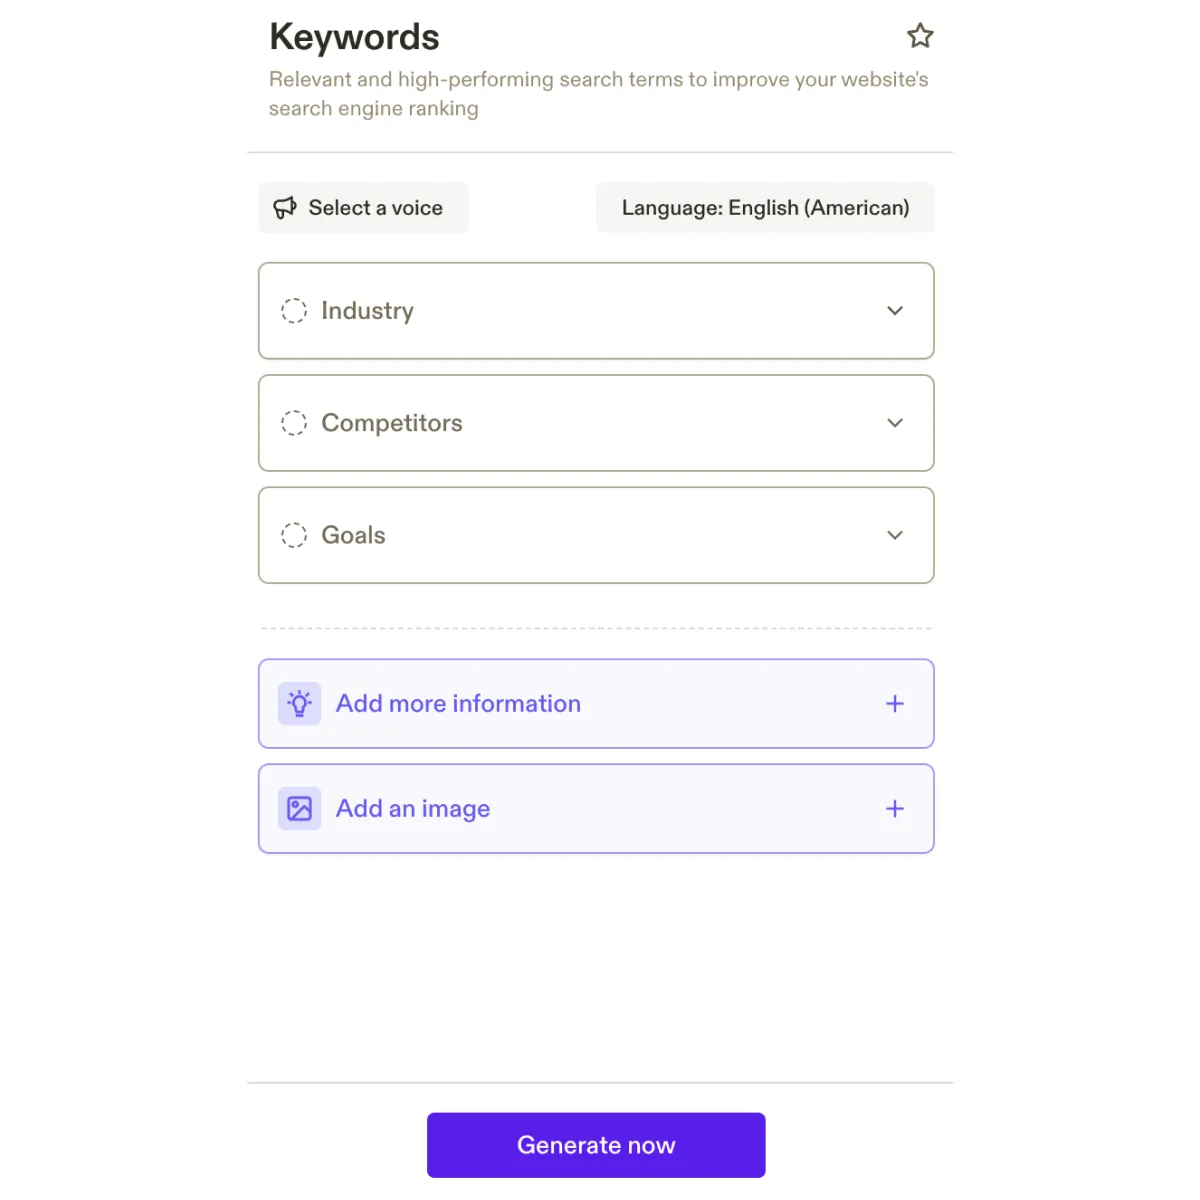 Keywords
Relevant and high-performing search terms to improve your website's
search engine ranking
Select a voice
Language: English (American)
Industry
Competitors
Goals
Add more information
Add an image
Generate now